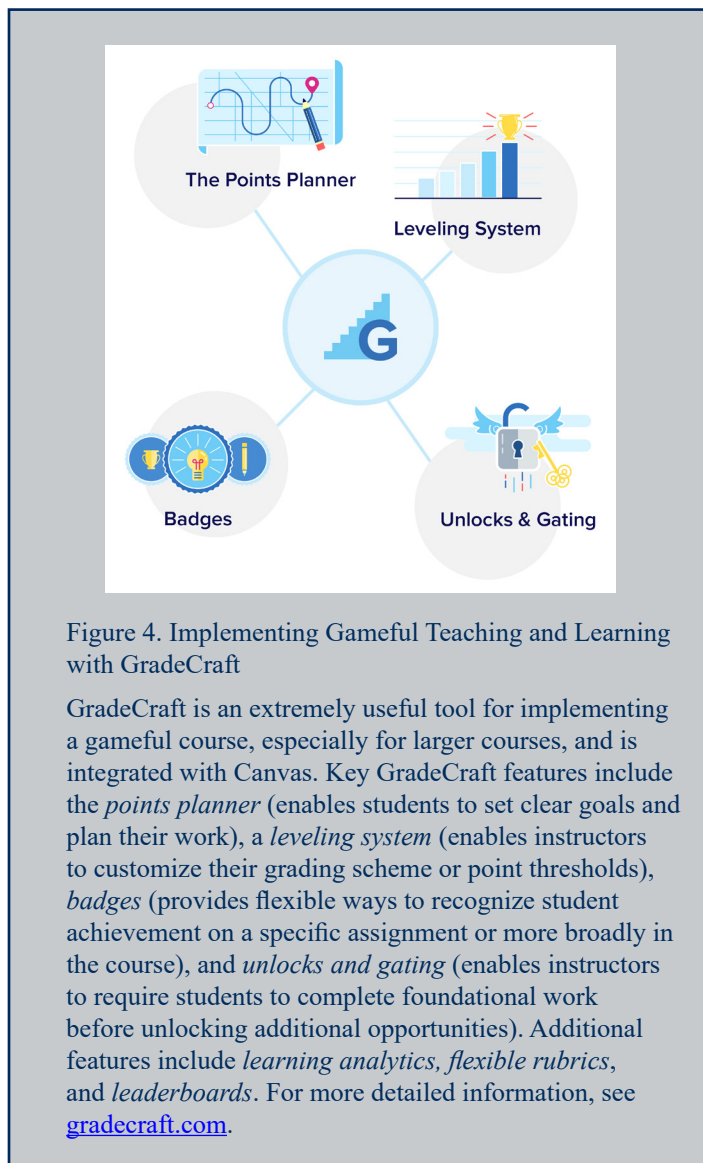 The Points Planner
Leveling System
G
Badges
Unlocks & Gating
Figure 4. Implementing Gameful Teaching and Learning
with GradeCraft
GradeCraft is an extremely useful tool for implementing
a gameful course, especially for larger courses, and is
integrated with Canvas. Key GradeCraft features include
the points planner (enables students to set clear goals and
plan their work), a leveling system (enables instructors
to customize their grading scheme or point thresholds),
badges (provides flexible ways to recognize student
achievement on a specific assignment or more broadly in
the course), and unlocks and gating (enables instructors
to require students to complete foundational work
before unlocking additional opportunities). Additional
features include learning analytics, flexible rubrics,
and leaderboards. For more detailed information, see
gradecraft.com.